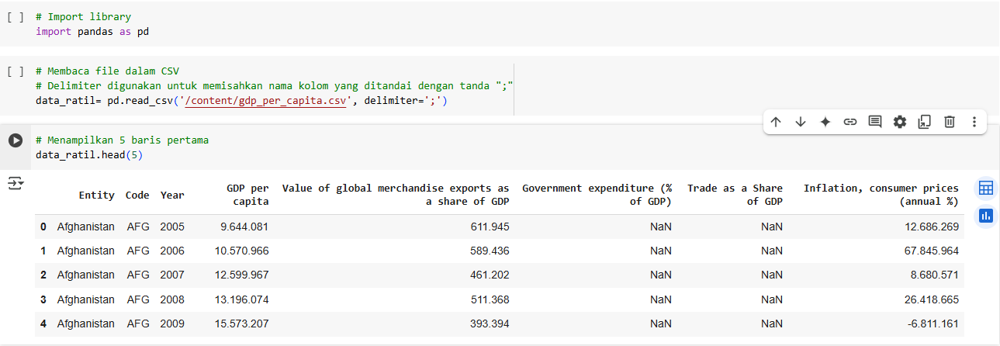 [ ] # Import library
import pandas as pd
[ ] # Membaca file dalam CSV
# Delimiter digunakan untuk memisahkan nama kolom yang ditandai dengan tanda ";"
data_ratil= pd.read_csv('/content/gdp_per_capita.csv', delimiter=';')
# Menampilkan 5 baris pertama
data_ratil.head(5)
Entity Code Year GDP per capita Value of global merchandise exports as a share of GDP Government expenditure (% of GDP) Trade as a Share of GDP Inflation, consumer prices (annual %)
0 Afghanistan AFG 2005 9.644.081 611.945 NaN NaN 12.686.269
1 Afghanistan AFG 2006 10.570.966 589.436 NaN NaN 67.845.964
2 Afghanistan AFG 2007 12.599.967 461.202 NaN NaN 8.680.571
3 Afghanistan AFG 2008 13.196.074 511.368 NaN NaN 26.418.665
4 Afghanistan AFG 2009 15.573.207 393.394 NaN NaN -6.811.161